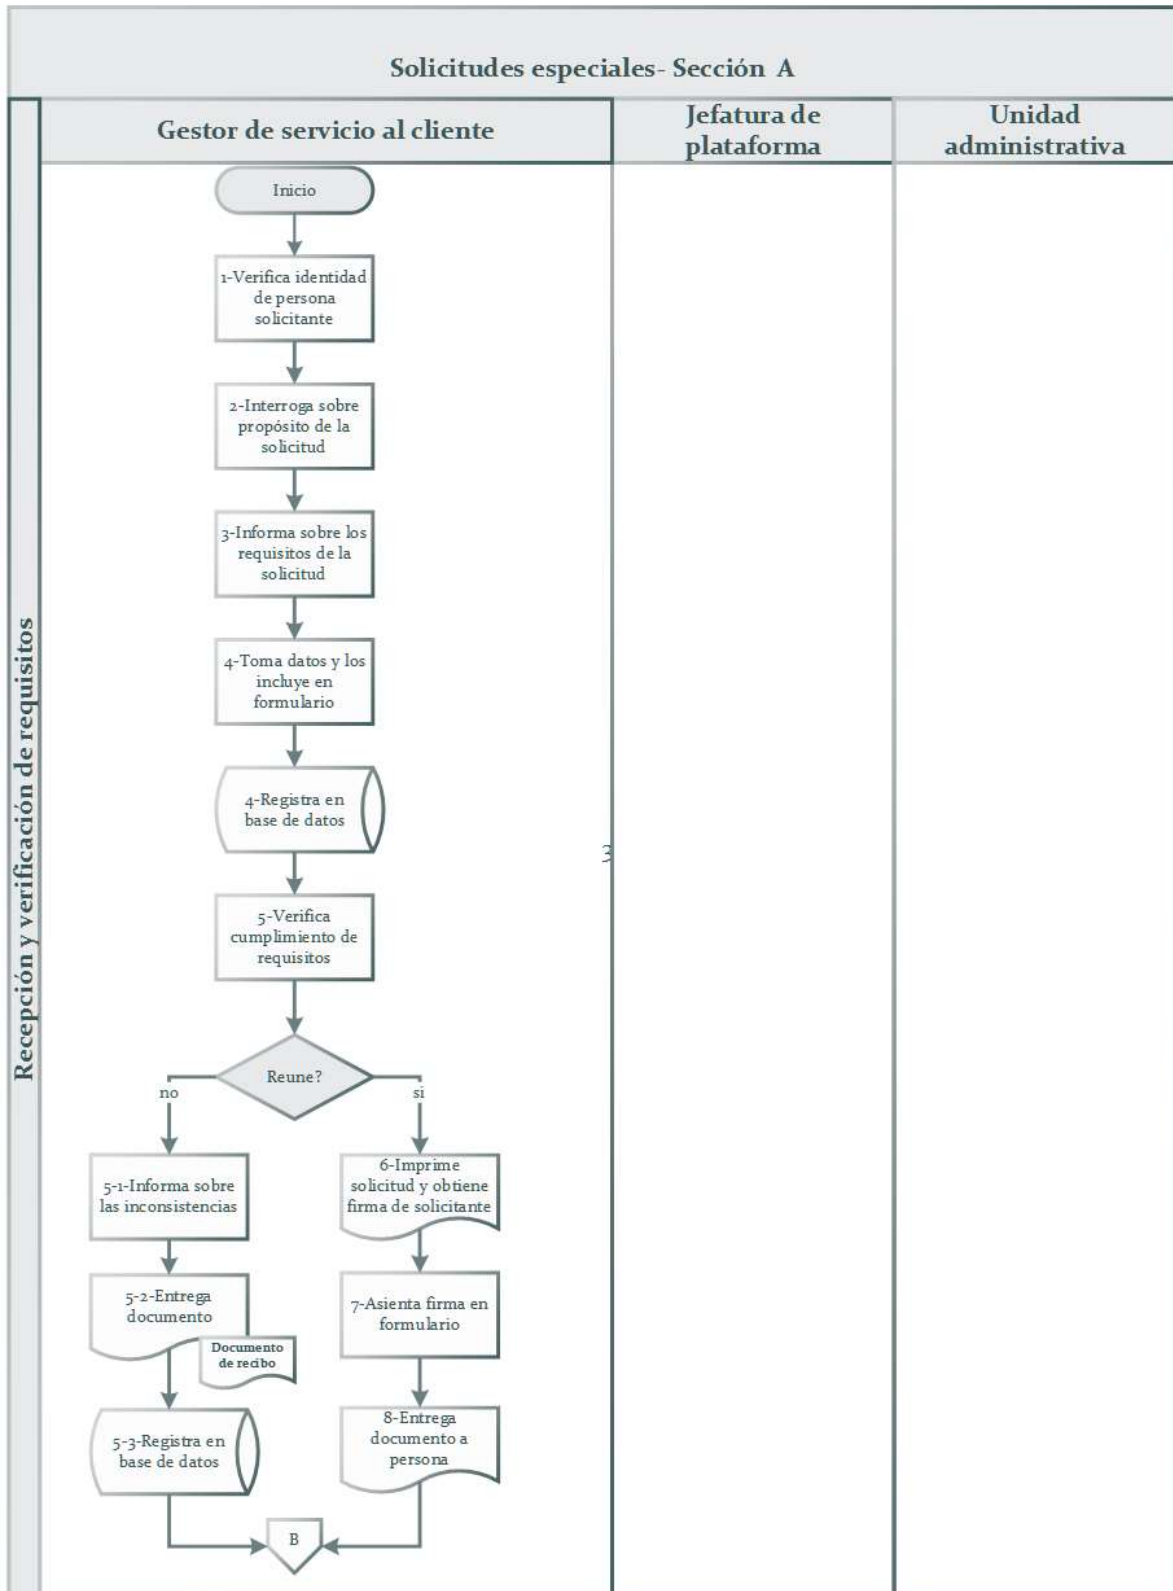 Solicitudes especiales- Sección A
Gestor de servicio al cliente
Jefatura de
plataforma
Unidad
administrativa
Recepción y verificación de requisitos
Inicio
1-Verifica identidad
de persona
solicitante
2-Interroga sobre
propósito de la
solicitud
3-Informa sobre los
requisitos de la
solicitud
4-Toma datos y los
incluye en
formulario
4-Registra en
base de datos
3
5-Verifica
cumplimiento de
requisitos
Reune?
no
si
5-1-Informa sobre
las inconsistencias
6-Imprime
solicitud y obtiene
firma de solicitante
5-2-Entrega
documento
Documento
de recibo
7-Asienta firma en
formulario
5-3-Registra en
base de datos
8-Entrega
documento a
persona
B